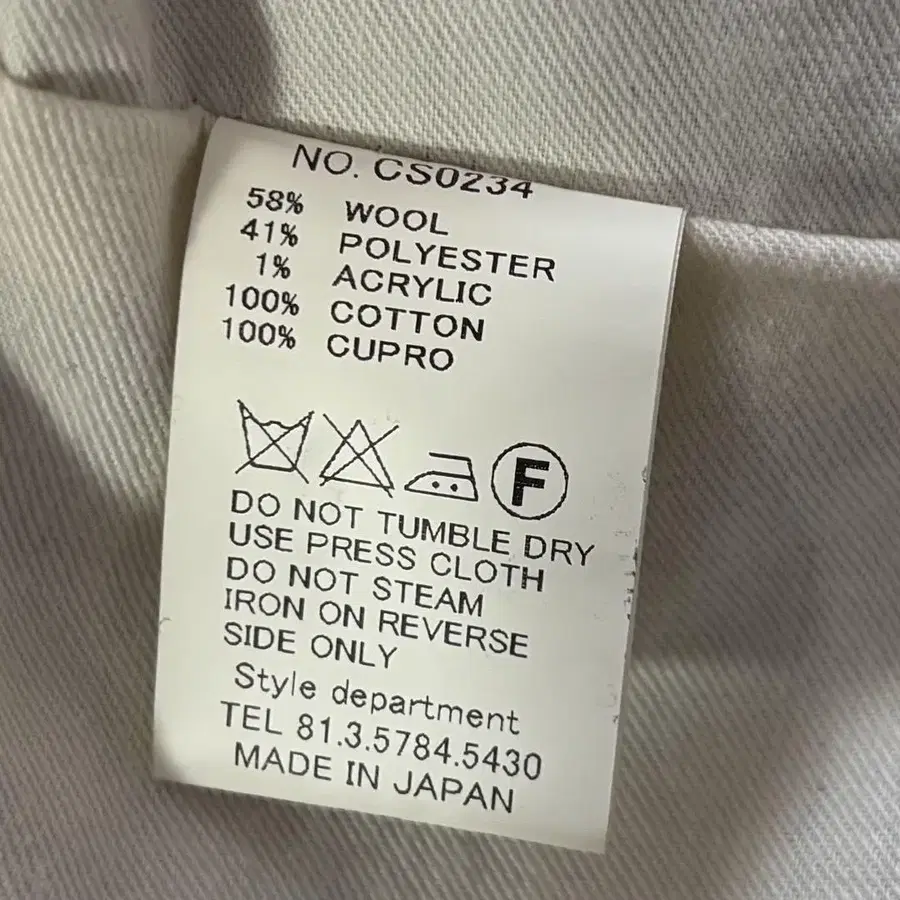 NO. CS0234
58% WOOL
41% POLYESTER
1% ACRYLIC
100% COTTON
100% CUPRO
F
DO NOT TUMBLE DRY
USE PRESS CLOTH
DO NOT STEAM
IRON ON REVERSE
SIDE ONLY
Style department
TEL 81.3.5784.5430
MADE IN JAPAN